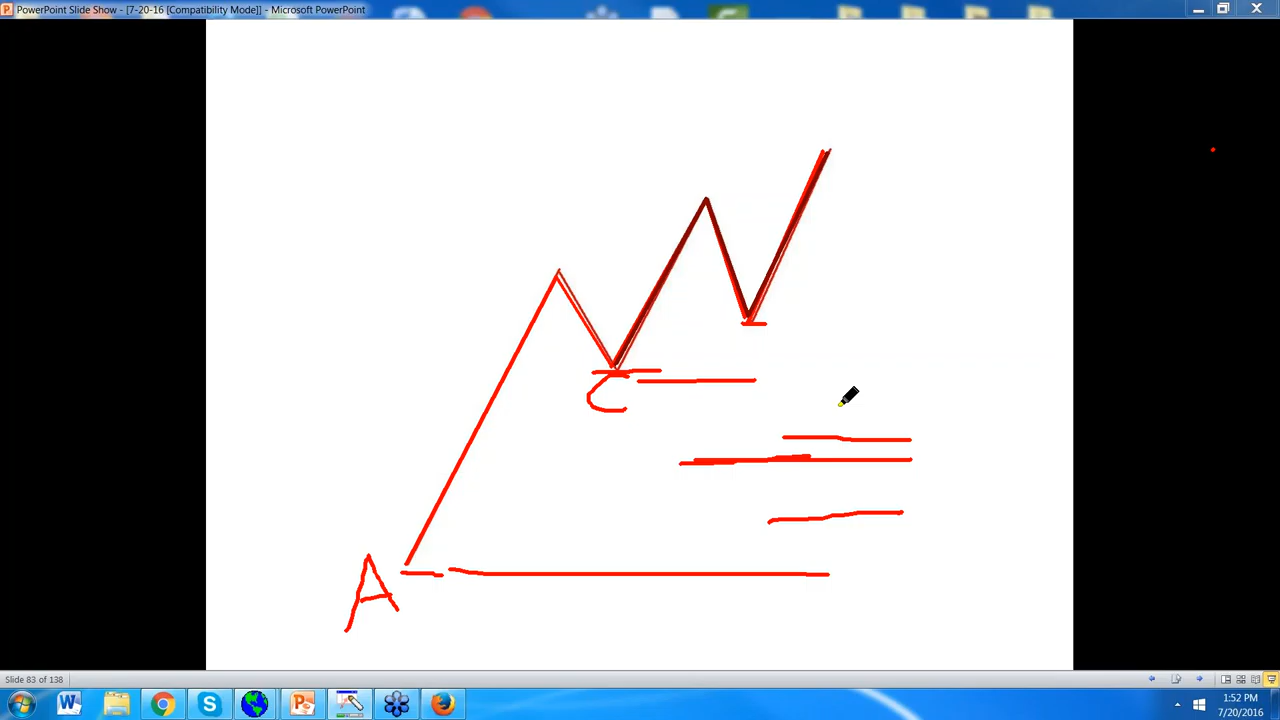 PowerPoint Slide Show - [7-20-16 [Compatibility Mode]] - Microsoft PowerPoint
C
A
Slide 83 of 138
1:52 PM
7/20/2016